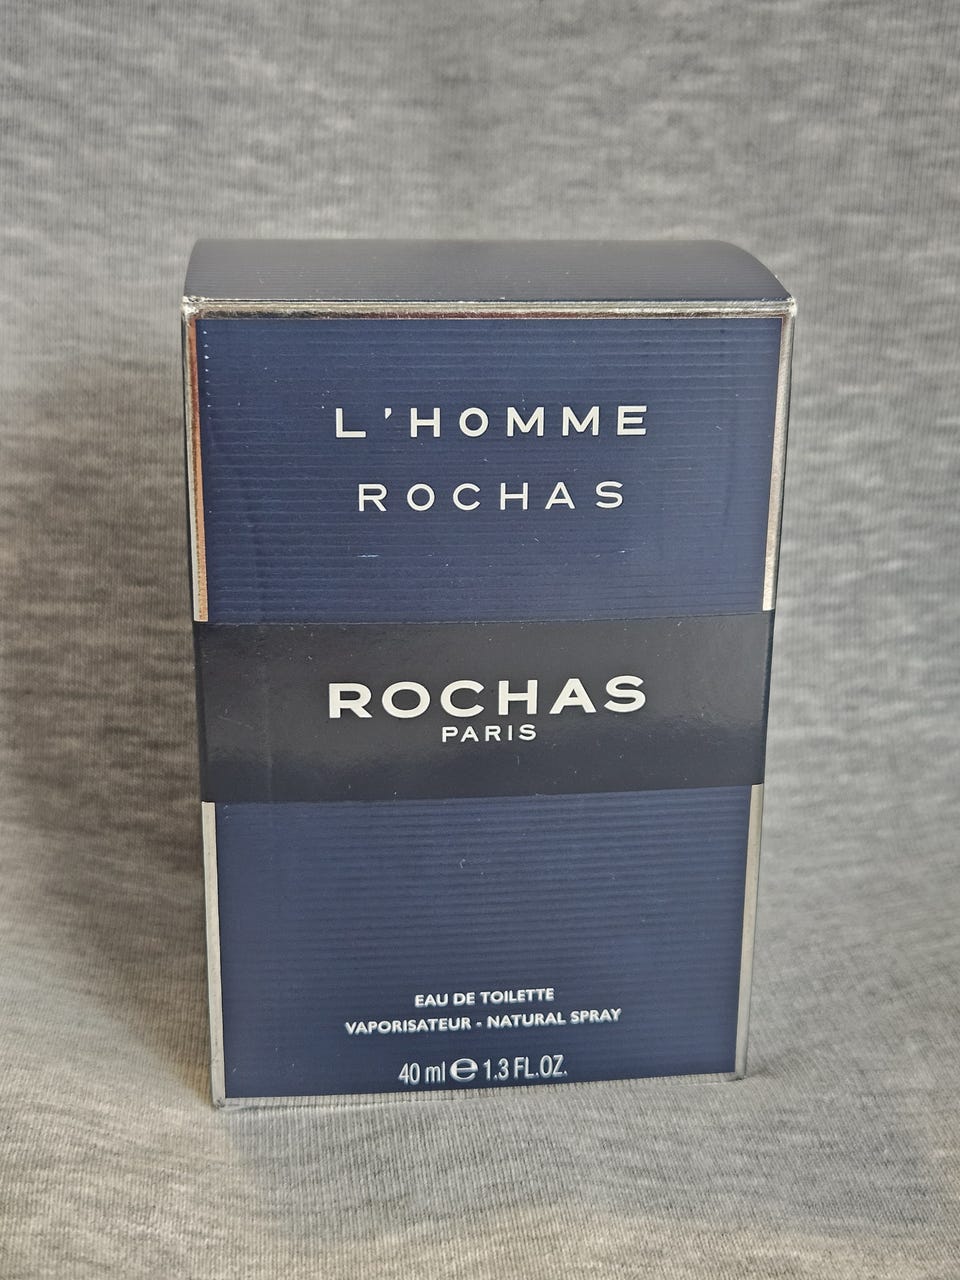 L'HOMME
ROCHAS
ROCHAS
PARIS
EAU DE TOILETTE
VAPORISATEUR - NATURAL SPRAY
40 ml ℮ 1.3 FL.OZ.